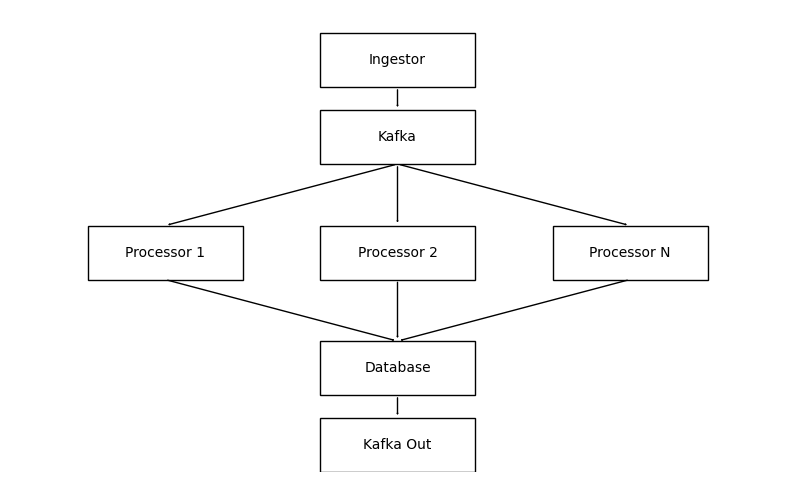 Ingestor
Kafka
Processor 1
Processor 2
Processor N
Database
Kafka Out